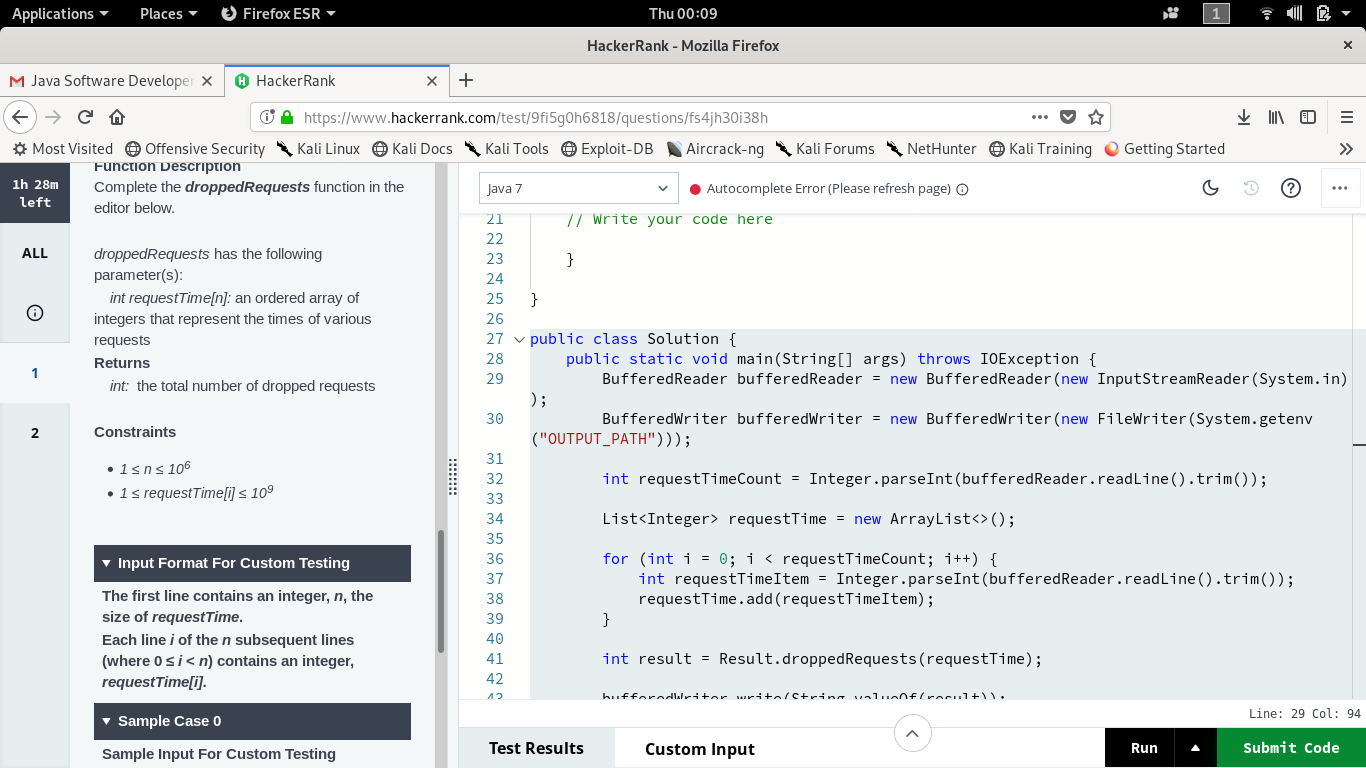 Applications Places Firefox ESR Thu 00:09 1
HackerRank - Mozilla Firefox
Java Software Developer HackerRank
https://www.hackerrank.com/test/9fi5g0h6818/questions/fs4jh30i38h
Most Visited Offensive Security Kali Linux Kali Docs Kali Tools Exploit-DB Aircrack-ng Kali Forums NetHunter Kali Training Getting Started
1h 28m
left
ALL
1
2
Function Description
Complete the droppedRequests function in the
editor below.
droppedRequests has the following
parameter(s):
int requestTime[n]: an ordered array of
integers that represent the times of various
requests
Returns
int: the total number of dropped requests
Constraints
• 1 ≤ n ≤ 10⁶
• 1 ≤ requestTime[i] ≤ 10⁹
Input Format For Custom Testing
The first line contains an integer, n, the
size of requestTime.
Each line i of the n subsequent lines
(where 0 ≤ i < n) contains an integer,
requestTime[i].
Sample Case 0
Sample Input For Custom Testing
Java 7 Autocomplete Error (Please refresh page)
21 // Write your code here
22
23 }
24
25 }
26
27 public class Solution {
28 public static void main(String[] args) throws IOException {
29 BufferedReader bufferedReader = new BufferedReader(new InputStreamReader(System.in)
);
30 BufferedWriter bufferedWriter = new BufferedWriter(new FileWriter(System.getenv
("OUTPUT_PATH")));
31
32 int requestTimeCount = Integer.parseInt(bufferedReader.readLine().trim());
33
34 List<Integer> requestTime = new ArrayList<>();
35
36 for (int i = 0; i < requestTimeCount; i++) {
37 int requestTimeItem = Integer.parseInt(bufferedReader.readLine().trim());
38 requestTime.add(requestTimeItem);
39 }
40
41 int result = Result.droppedRequests(requestTime);
42
43 bufferedWriter.write(String.valueOf(result));
Line: 29 Col: 94
Test Results Custom Input Run Submit Code